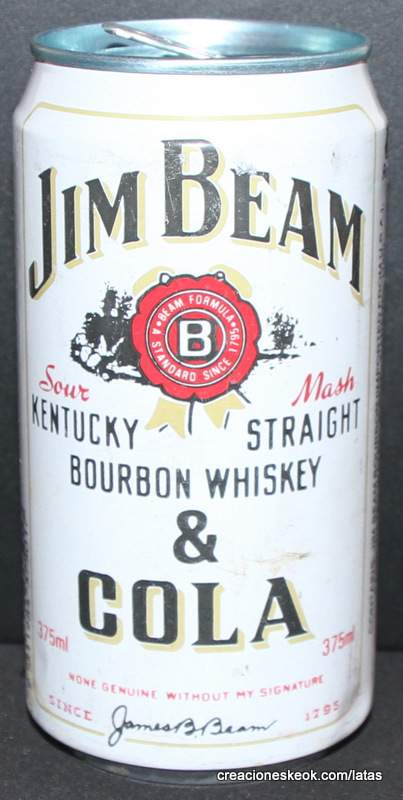 JIM BEAM
BEAM FORMULA
B
A STANDARD SINCE 1795
Sour Mash
KENTUCKY STRAIGHT
BOURBON WHISKEY
&
COLA
375ml 375ml
NONE GENUINE WITHOUT MY SIGNATURE
SINCE James B. Beam 1795
creacioneskeok.com/latas